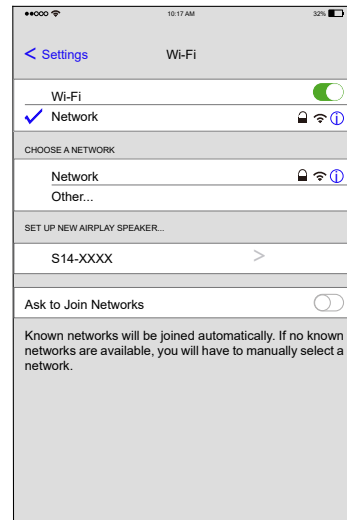 10:17 AM
32%
< Settings
Wi-Fi
Wi-Fi
Network
CHOOSE A NETWORK
Network
Other...
SET UP NEW AIRPLAY SPEAKER...
S14-XXXX >
Ask to Join Networks
Known networks will be joined automatically. If no known
networks are available, you will have to manually select a
network.